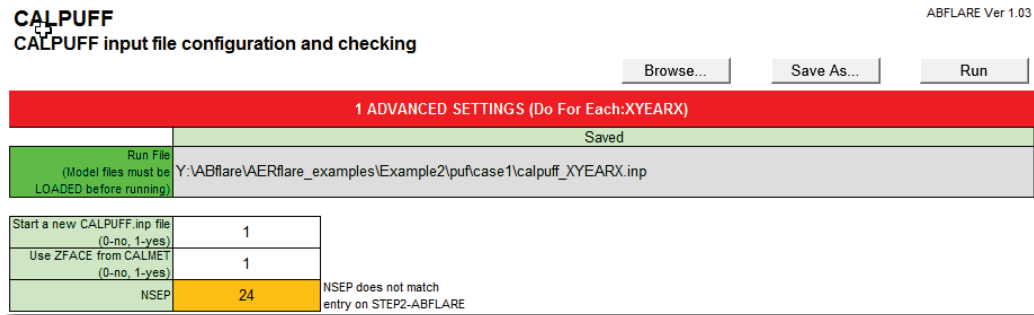 CALPUFF
ABFLARE Ver 1.03
CALPUFF input file configuration and checking
Browse...
Save As...
Run
1 ADVANCED SETTINGS (Do For Each:XYEARX)
Saved
Run File
(Model files must be
LOADED before running)
Y:\ABflare\AERflare_examples\Example2\puf\case1\calpuff_XYEARX.inp
Start a new CALPUFF.inp file
(0-no, 1-yes)
1
Use ZFACE from CALMET
(0-no, 1-yes)
1
NSEP
24
NSEP does not match
entry on STEP2-ABFLARE